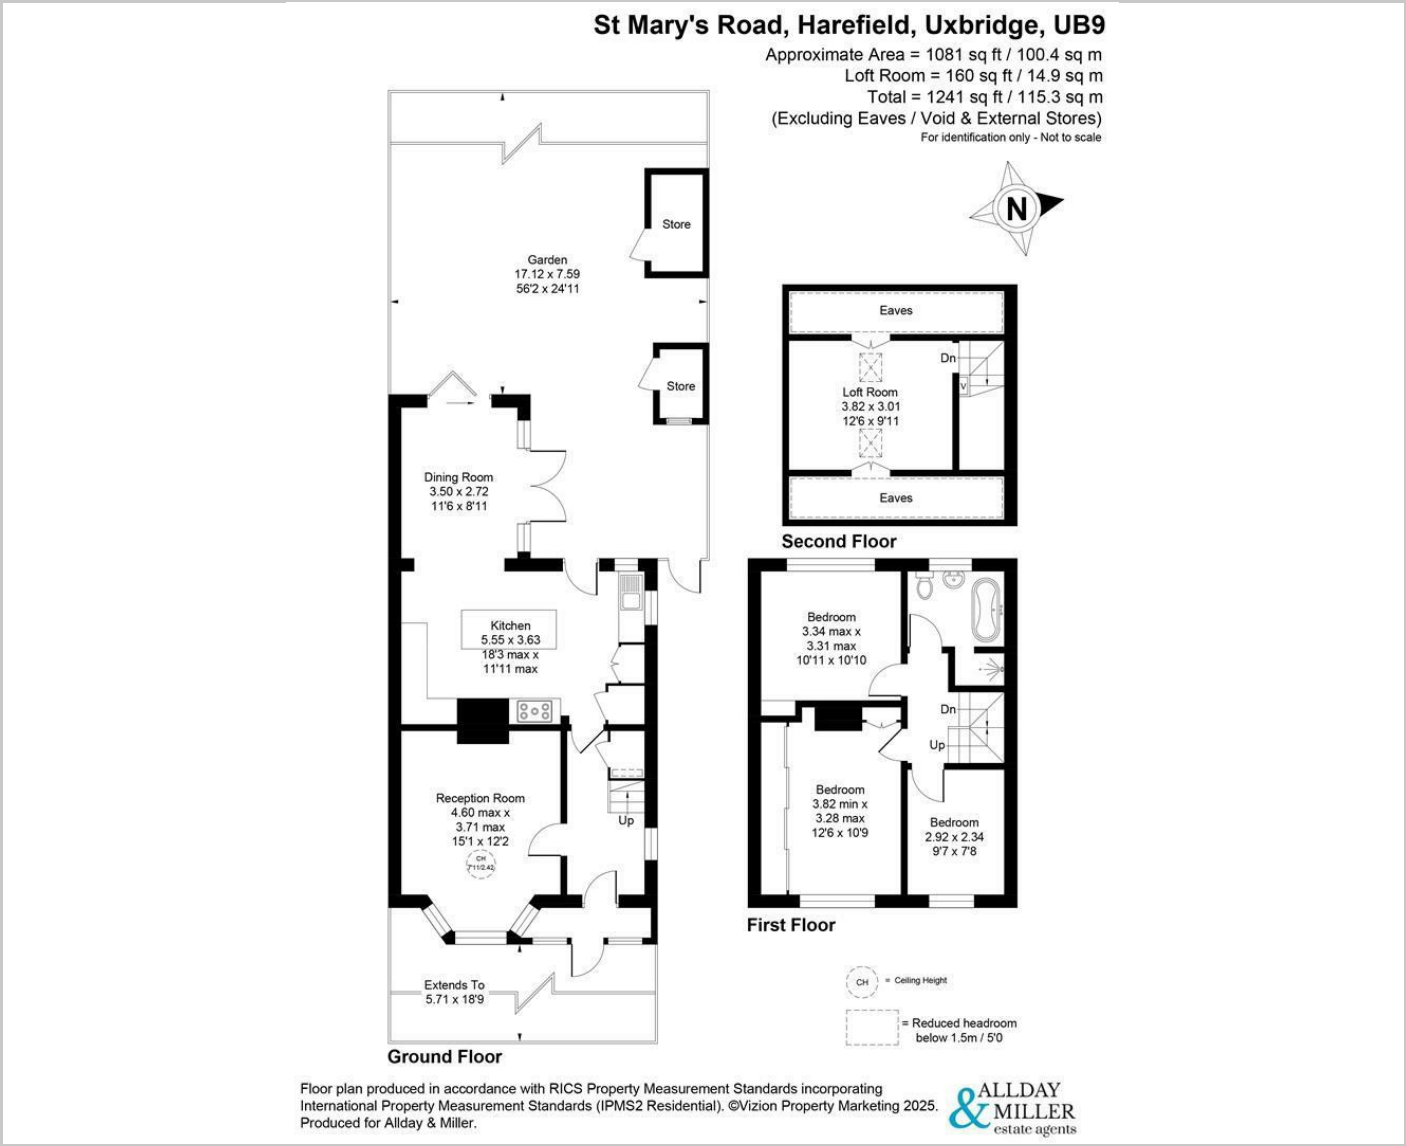 St Mary's Road, Harefield, Uxbridge, UB9
Approximate Area = 1081 sq ft / 100.4 sq m
Loft Room = 160 sq ft / 14.9 sq m
Total = 1241 sq ft / 115.3 sq m
(Excluding Eaves / Void & External Stores)
For identification only - Not to scale
N
Store
Garden
17.12 x 7.59
56'2 x 24'11
Store
Dining Room
3.50 x 2.72
11'6 x 8'11
Kitchen
5.55 x 3.63
18'3 max x
11'11 max
Reception Room
4.60 max x
3.71 max
15'1 x 12'2
CH
7'11/2.42
Up
Extends To
5.71 x 18'9
Ground Floor
Eaves
Dn
V
Loft Room
3.82 x 3.01
12'6 x 9'11
Eaves
Second Floor
Bedroom
3.34 max x
3.31 max
10'11 x 10'10
Dn
Up
Bedroom
3.82 min x
3.28 max
12'6 x 10'9
Bedroom
2.92 x 2.34
9'7 x 7'8
First Floor
CH = Ceiling Height
= Reduced headroom
below 1.5m / 5'0
Floor plan produced in accordance with RICS Property Measurement Standards incorporating
International Property Measurement Standards (IPMS2 Residential). ©Vizion Property Marketing 2025.
Produced for Allday & Miller.
ALLDAY
& MILLER
estate agents